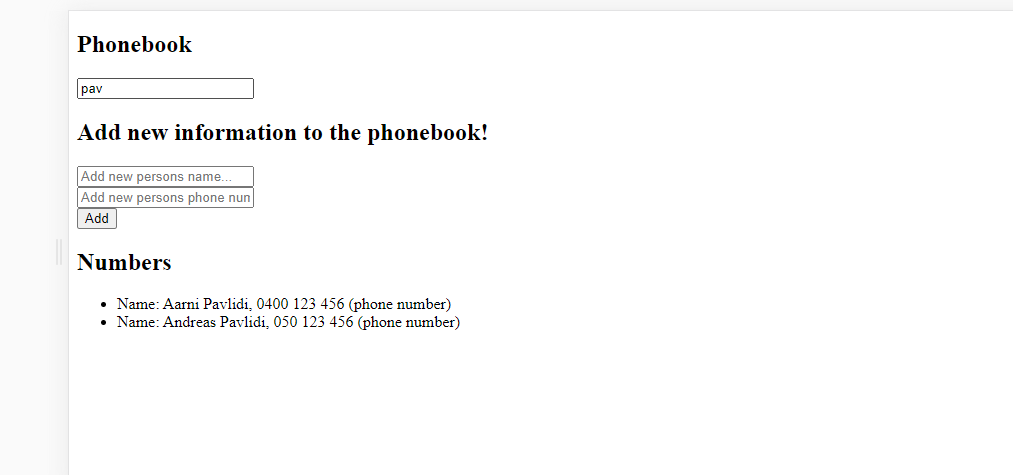 Phonebook
pav
Add new information to the phonebook!
Add new persons name...
Add new persons phone num
Add
Numbers
Name: Aarni Pavlidi, 0400 123 456 (phone number)
Name: Andreas Pavlidi, 050 123 456 (phone number)